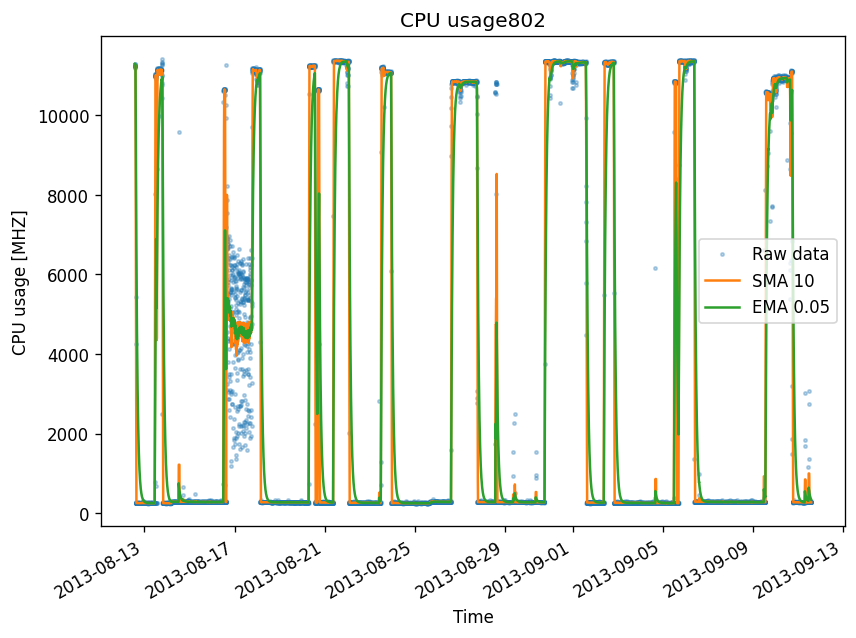 CPU usage802
CPU usage [MHZ]
10000
8000
6000
4000
2000
0
Raw data
SMA 10
EMA 0.05
2013-08-13
2013-08-17
2013-08-21
2013-08-25
2013-08-29
2013-09-01
2013-09-05
2013-09-09
2013-09-13
Time